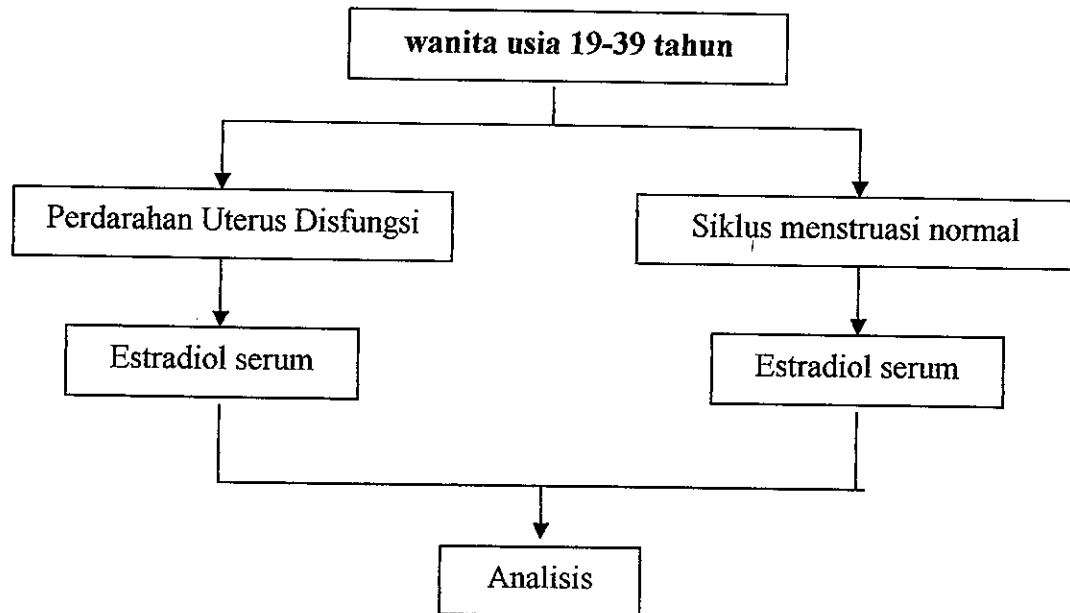 wanita usia 19-39 tahun
Perdarahan Uterus Disfungsi
Siklus menstruasi normal
Estradiol serum
Estradiol serum
Analisis